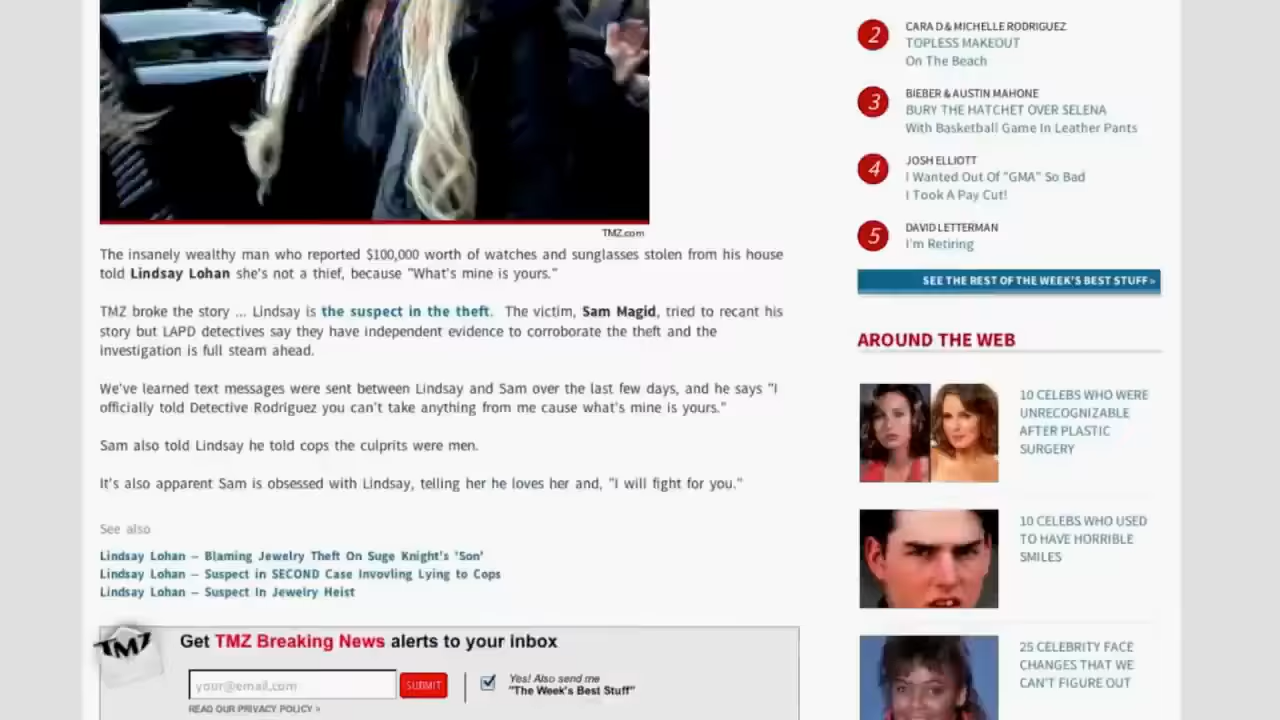 TMZ.com
The insanely wealthy man who reported $100,000 worth of watches and sunglasses stolen from his house
told Lindsay Lohan she's not a thief, because "What's mine is yours."
TMZ broke the story ... Lindsay is the suspect in the theft. The victim, Sam Magid, tried to recant his
story but LAPD detectives say they have independent evidence to corroborate the theft and the
investigation is full steam ahead.
We've learned text messages were sent between Lindsay and Sam over the last few days, and he says "I
officially told Detective Rodriguez you can't take anything from me cause what's mine is yours."
Sam also told Lindsay he told cops the culprits were men.
It's also apparent Sam is obsessed with Lindsay, telling her he loves her and, "I will fight for you."
See also
Lindsay Lohan – Blaming Jewelry Theft On Suge Knight's 'Son'
Lindsay Lohan – Suspect in SECOND Case Invovling Lying to Cops
Lindsay Lohan – Suspect In Jewelry Heist
TMZ
Get TMZ Breaking News alerts to your inbox
your@email.com
SUBMIT
Yes! Also send me
"The Week's Best Stuff"
READ OUR PRIVACY POLICY »
2
CARA D & MICHELLE RODRIGUEZ
TOPLESS MAKEOUT
On The Beach
3
BIEBER & AUSTIN MAHONE
BURY THE HATCHET OVER SELENA
With Basketball Game In Leather Pants
4
JOSH ELLIOTT
I Wanted Out Of "GMA" So Bad
I Took A Pay Cut!
5
DAVID LETTERMAN
I'm Retiring
SEE THE REST OF THE WEEK'S BEST STUFF »
AROUND THE WEB
10 CELEBS WHO WERE
UNRECOGNIZABLE
AFTER PLASTIC
SURGERY
10 CELEBS WHO USED
TO HAVE HORRIBLE
SMILES
25 CELEBRITY FACE
CHANGES THAT WE
CAN'T FIGURE OUT